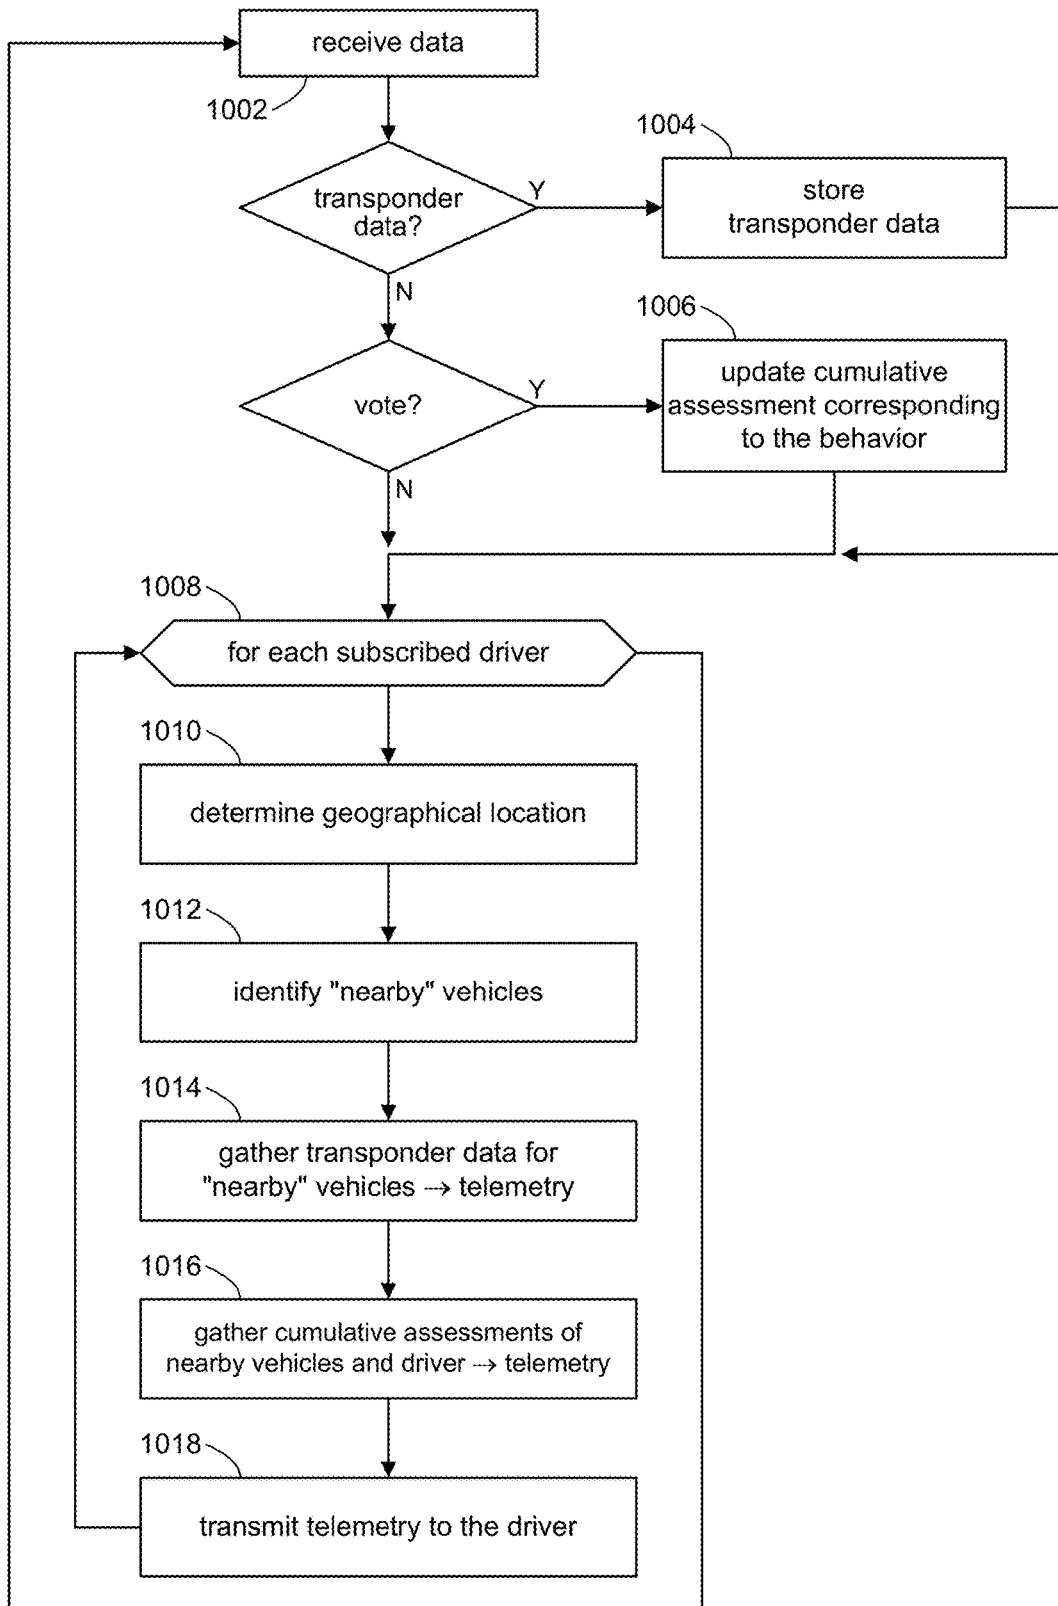 receive data
1002
1004
transponder
data?
Y
store
transponder data
N
1006
vote?
Y
update cumulative
assessment corresponding
to the behavior
N
1008
for each subscribed driver
1010
determine geographical location
1012
identify "nearby" vehicles
1014
gather transponder data for
"nearby" vehicles → telemetry
1016
gather cumulative assessments of
nearby vehicles and driver → telemetry
1018
transmit telemetry to the driver